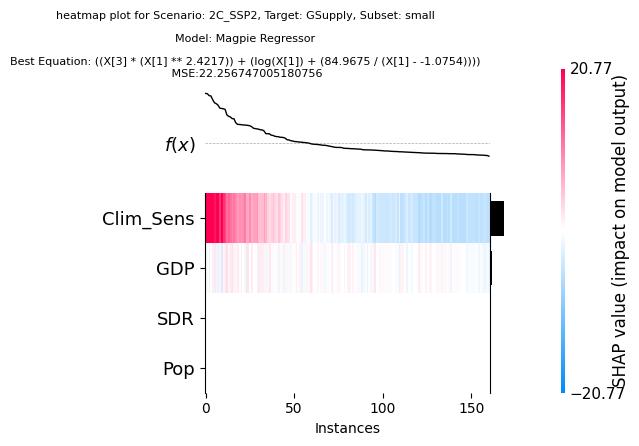 heatmap plot for Scenario: 2C_SSP2, Target: GSupply, Subset: small
Model: Magpie Regressor
Best Equation: ((X[3] * (X[1] ** 2.4217)) + (log(X[1]) + (84.9675 / (X[1] - -1.0754))))
MSE:22.256747005180756
20.77
f(x)
Clim_Sens
GDP
SDR
Pop
0 50 100 150
Instances
−20.77
SHAP value (impact on model output)